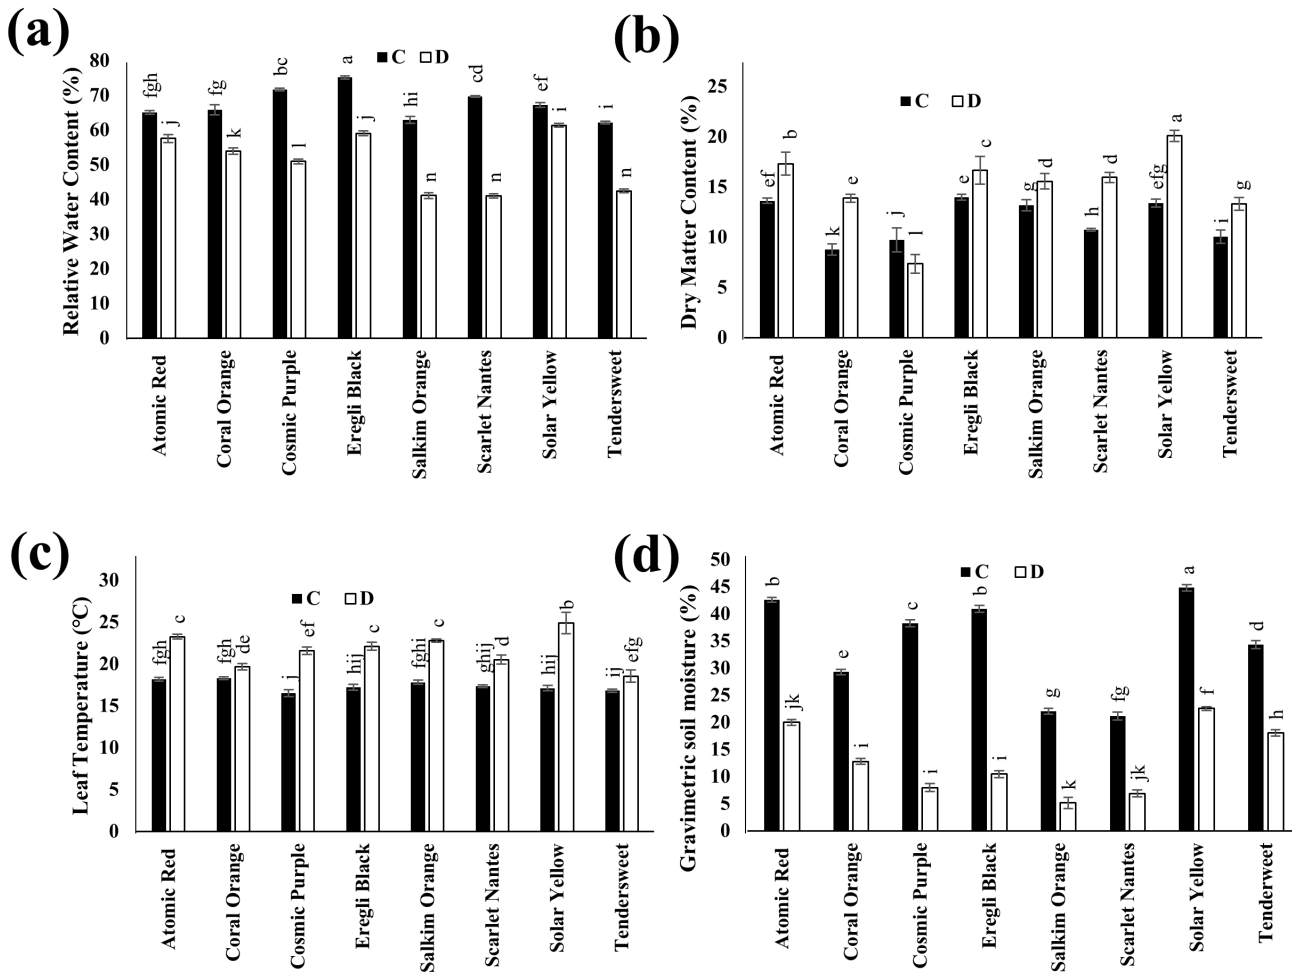 (a)
80
70
60
50
40
30
20
10
0
Relative Water Content (%)
C D
fgh j fg k bc l a j hi n cd n ef i i n
Atomic Red
Coral Orange
Cosmic Purple
Eregli Black
Salkim Orange
Scarlet Nantes
Solar Yellow
Tendersweet
(b)
25
20
15
10
5
0
Dry Matter Content (%)
C D
ef b k e j l e c g d h d efg a i g
Atomic Red
Coral Orange
Cosmic Purple
Eregli Black
Salkim Orange
Scarlet Nantes
Solar Yellow
Tendersweet
(c)
30
25
20
15
10
5
0
Leaf Temperature (°C)
C D
fgh c fgh de j ef hij c fghi c ghij d hij b ij efg
Atomic Red
Coral Orange
Cosmic Purple
Eregli Black
Salkim Orange
Scarlet Nantes
Solar Yellow
Tendersweet
(d)
50
45
40
35
30
25
20
15
10
5
0
Gravimetric soil moisture (%)
C D
b jk e i c i b i g k fg jk a f d h
Atomic Red
Coral Orange
Cosmic Purple
Eregli Black
Salkim Orange
Scarlet Nantes
Solar Yellow
Tenderweet